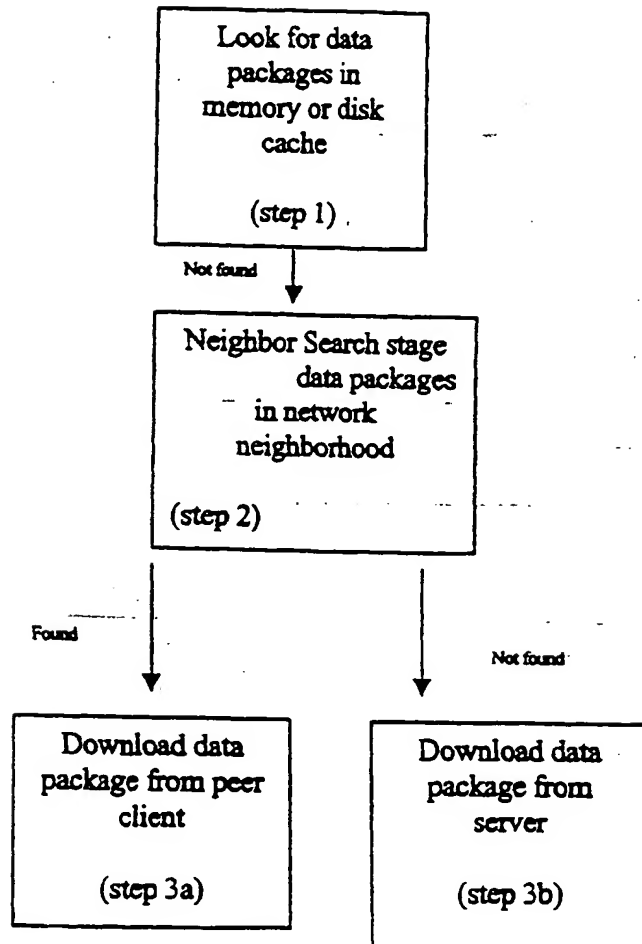 Look for data
packages in
memory or disk
cache
(step 1)
Not found
Neighbor Search stage
data packages
in network
neighborhood
(step 2)
Found
Not found
Download data
package from peer
client
(step 3a)
Download data
package from
server
(step 3b)